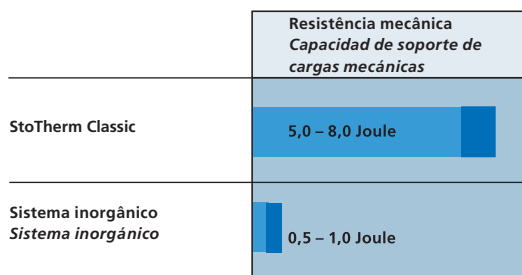 Resistência mecânica
Capacidad de soporte de
cargas mecánicas
StoTherm Classic
5,0 – 8,0 Joule
Sistema inorgânico
Sistema inorgánico
0,5 – 1,0 Joule